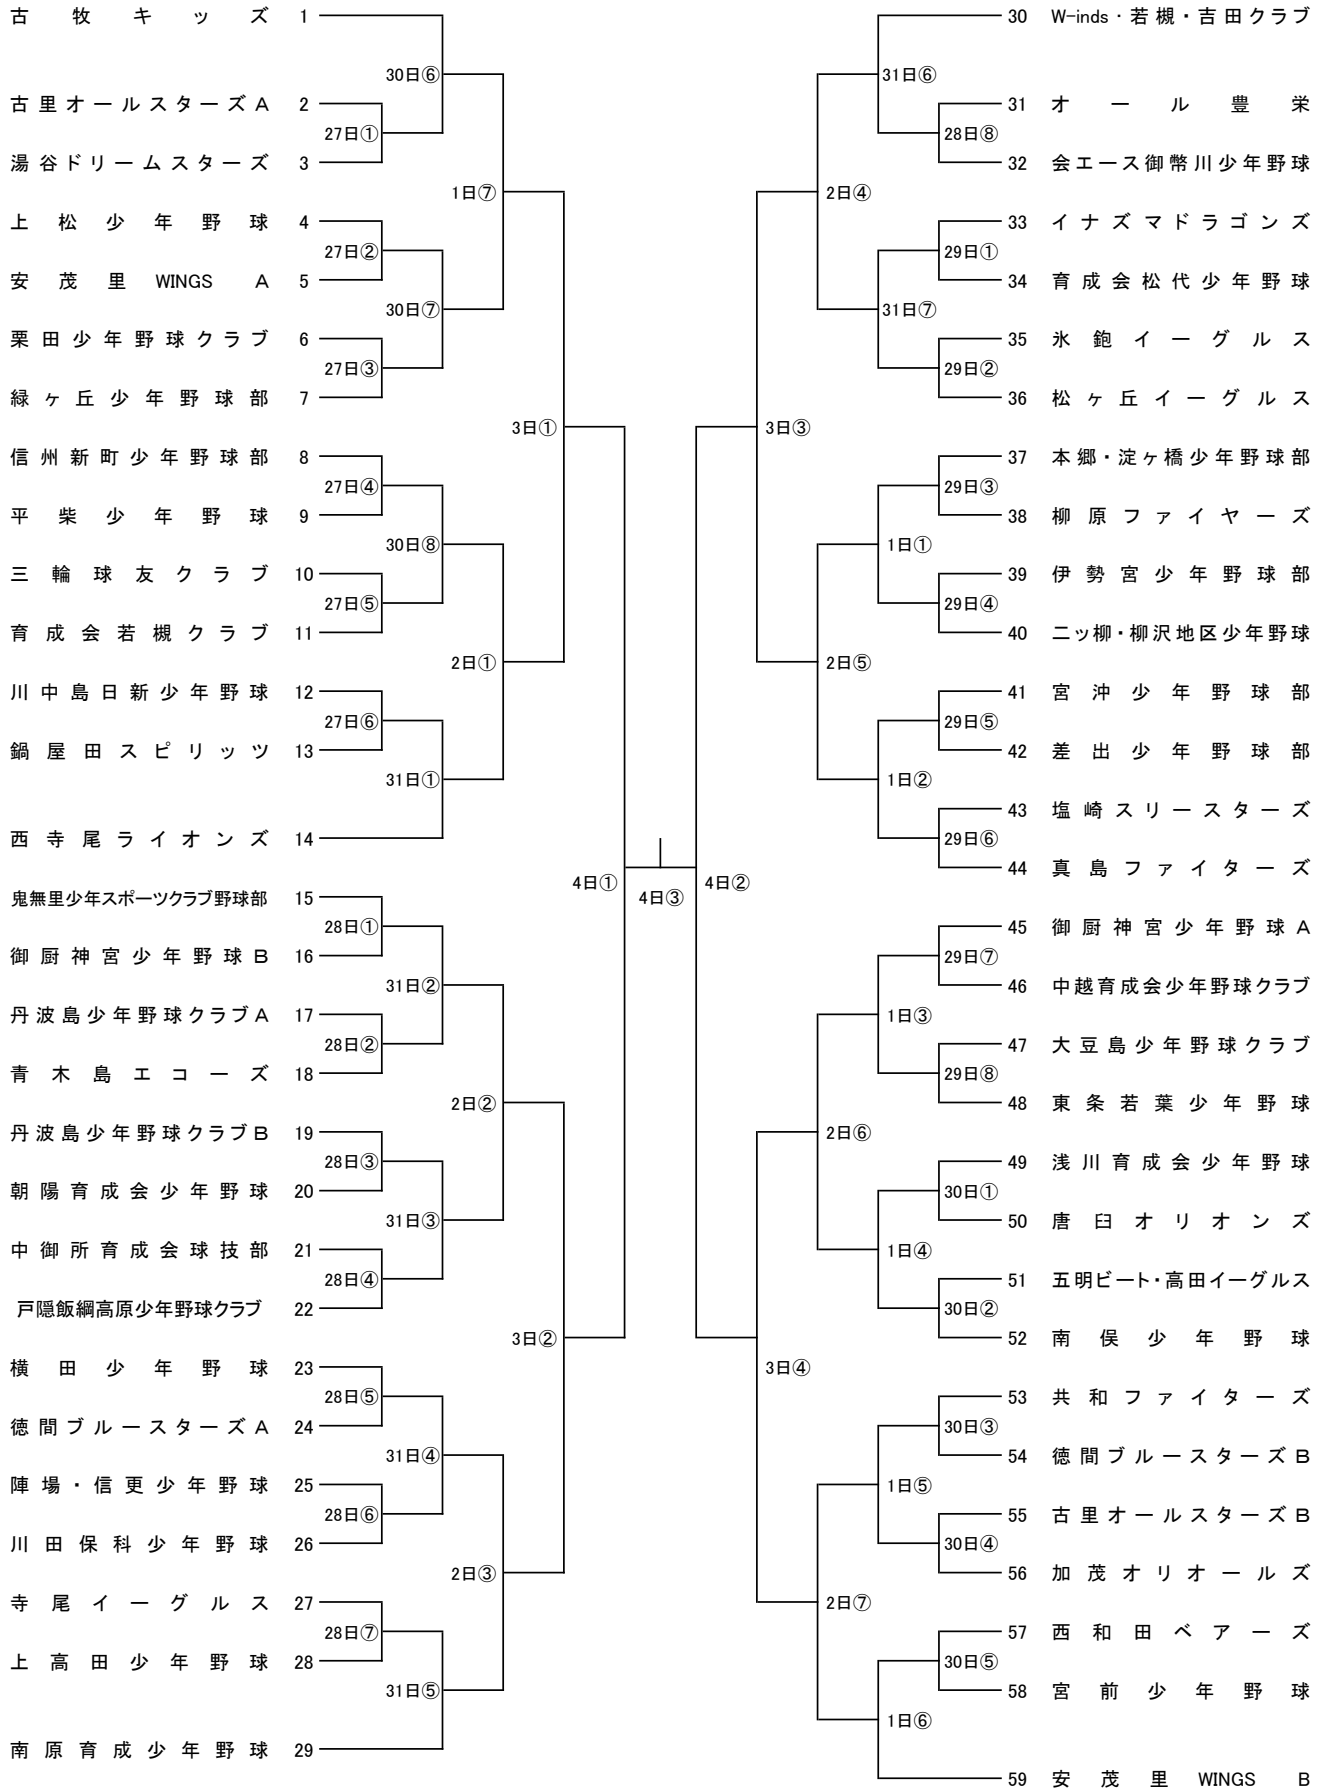 古牧キッズ 1
30日⑥
古里オールスターズA 2
27日①
湯谷ドリームスターズ 3
1日⑦
上松少年野球 4
27日②
安茂里WINGS A 5
30日⑦
栗田少年野球クラブ 6
27日③
緑ヶ丘少年野球部 7
3日①
信州新町少年野球部 8
27日④
平柴少年野球 9
30日⑧
三輪球友クラブ 10
27日⑤
育成会若槻クラブ 11
2日①
川中島日新少年野球 12
27日⑥
鍋屋田スピリッツ 13
31日①
西寺尾ライオンズ 14
4日①
鬼無里少年スポーツクラブ野球部 15
28日①
御厨神宮少年野球B 16
31日②
丹波島少年野球クラブA 17
28日②
青木島エコーズ 18
2日②
丹波島少年野球クラブB 19
28日③
朝陽育成会少年野球 20
31日③
中御所育成会球技部 21
28日④
戸隠飯綱高原少年野球クラブ 22
3日②
横田少年野球 23
28日⑤
徳間ブルースターズA 24
31日④
陣場・信更少年野球 25
28日⑥
川田保科少年野球 26
2日③
寺尾イーグルス 27
28日⑦
上高田少年野球 28
31日⑤
南原育成少年野球 29
4日③
30 W-inds・若槻・吉田クラブ
31日⑥
31 オール豊栄
28日⑧
32 会エース御幣川少年野球
2日④
33 イナズマドラゴンズ
29日①
34 育成会松代少年野球
31日⑦
35 氷鉋イーグルス
29日②
36 松ヶ丘イーグルス
3日③
37 本郷・淀ヶ橋少年野球部
29日③
38 柳原ファイヤーズ
1日①
39 伊勢宮少年野球部
29日④
40 二ッ柳・柳沢地区少年野球
2日⑤
41 宮沖少年野球部
29日⑤
42 差出少年野球部
1日②
43 塩崎スリースターズ
29日⑥
44 真島ファイターズ
4日②
45 御厨神宮少年野球A
29日⑦
46 中越育成会少年野球クラブ
1日③
47 大豆島少年野球クラブ
29日⑧
48 東条若葉少年野球
2日⑥
49 浅川育成会少年野球
30日①
50 唐臼オリオンズ
1日④
51 五明ビート・高田イーグルス
30日②
52 南俣少年野球
3日④
53 共和ファイターズ
30日③
54 徳間ブルースターズB
1日⑤
55 古里オールスターズB
30日④
56 加茂オリオールズ
2日⑦
57 西和田ベアーズ
30日⑤
58 宮前少年野球
1日⑥
59 安茂里WINGS B